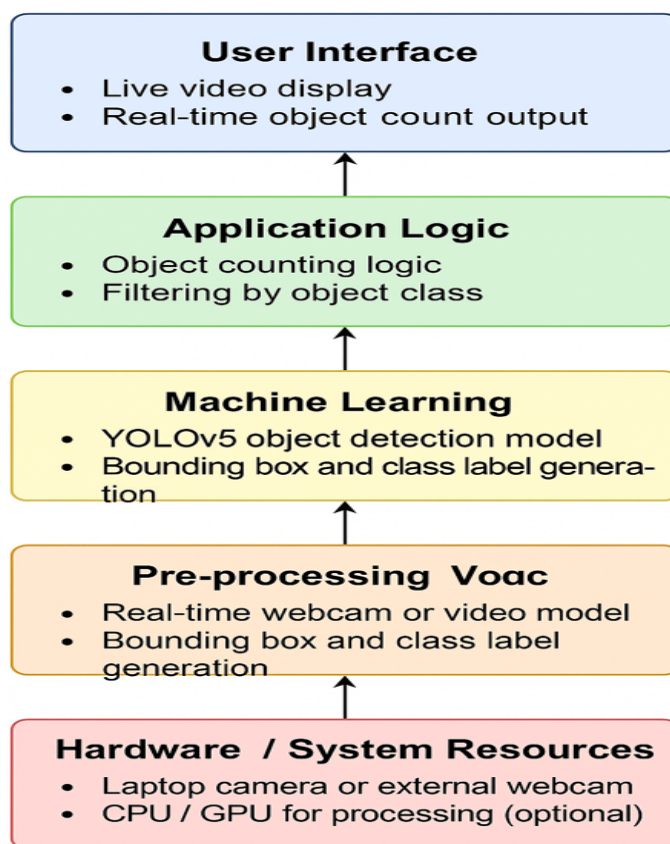 User Interface
• Live video display
• Real-time object count output
Application Logic
• Object counting logic
• Filtering by object class
Machine Learning
• YOLOv5 object detection model
• Bounding box and class label genera-
tion
Pre-processing Voac
• Real-time webcam or video model
• Bounding box and class label
generation
Hardware / System Resources
• Laptop camera or external webcam
• CPU / GPU for processing (optional)